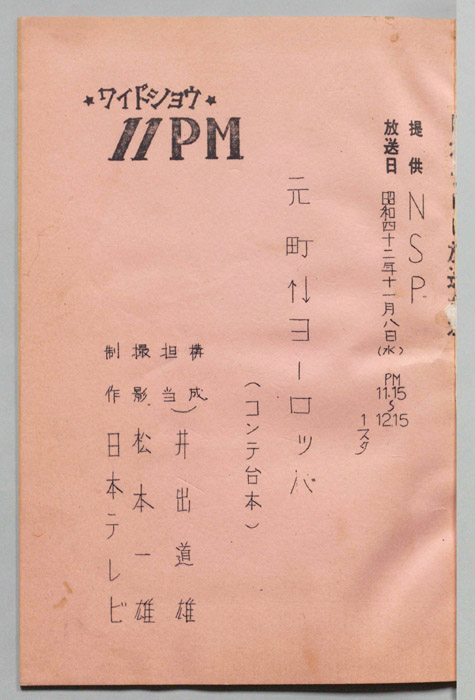 ★ワイドショウ★
11PM
提供 NSP
放送日 昭和四十二年十一月八日(水) PM 11.15〜12.15
1スタ
元町⇅ヨーロッパ
(コンテ台本)
構成
担当)井出道雄
撮影 松本一雄
制作 日本テレビ